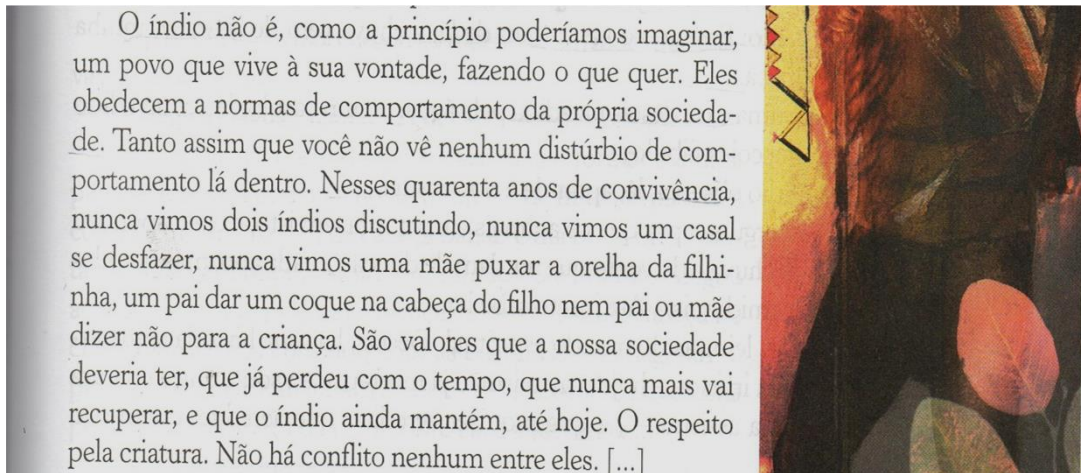 O índio não é, como a princípio poderíamos imaginar,
um povo que vive à sua vontade, fazendo o que quer. Eles
obedecem a normas de comportamento da própria socieda-
de. Tanto assim que você não vê nenhum distúrbio de com-
portamento lá dentro. Nesses quarenta anos de convivência,
nunca vimos dois índios discutindo, nunca vimos um casal
se desfazer, nunca vimos uma mãe puxar a orelha da filhi-
nha, um pai dar um coque na cabeça do filho nem pai ou mãe
dizer não para a criança. São valores que a nossa sociedade
deveria ter, que já perdeu com o tempo, que nunca mais vai
recuperar, e que o índio ainda mantém, até hoje. O respeito
pela criatura. Não há conflito nenhum entre eles. [...]